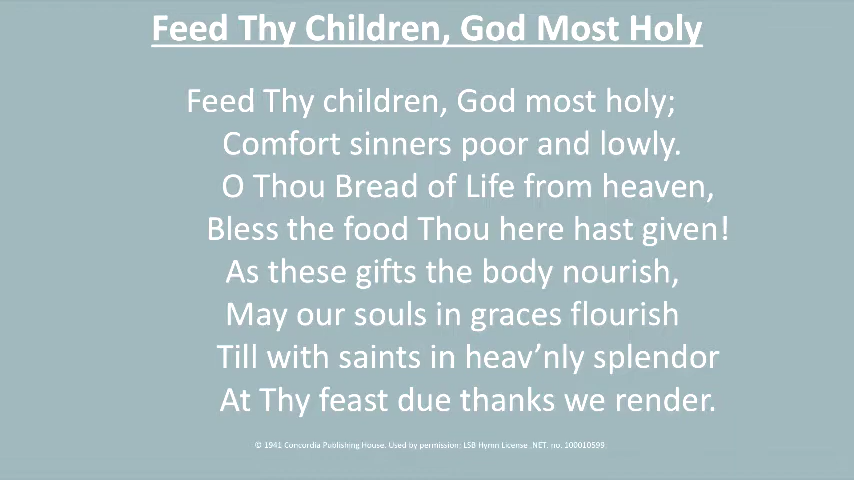 Feed Thy Children, God Most Holy
Feed Thy children, God most holy;
Comfort sinners poor and lowly.
O Thou Bread of Life from heaven,
Bless the food Thou here hast given!
As these gifts the body nourish,
May our souls in graces flourish
Till with saints in heav’nly splendor
At Thy feast due thanks we render.
© 1941 Concordia Publishing House. Used by permission: LSB Hymn License .NET, no. 100010599